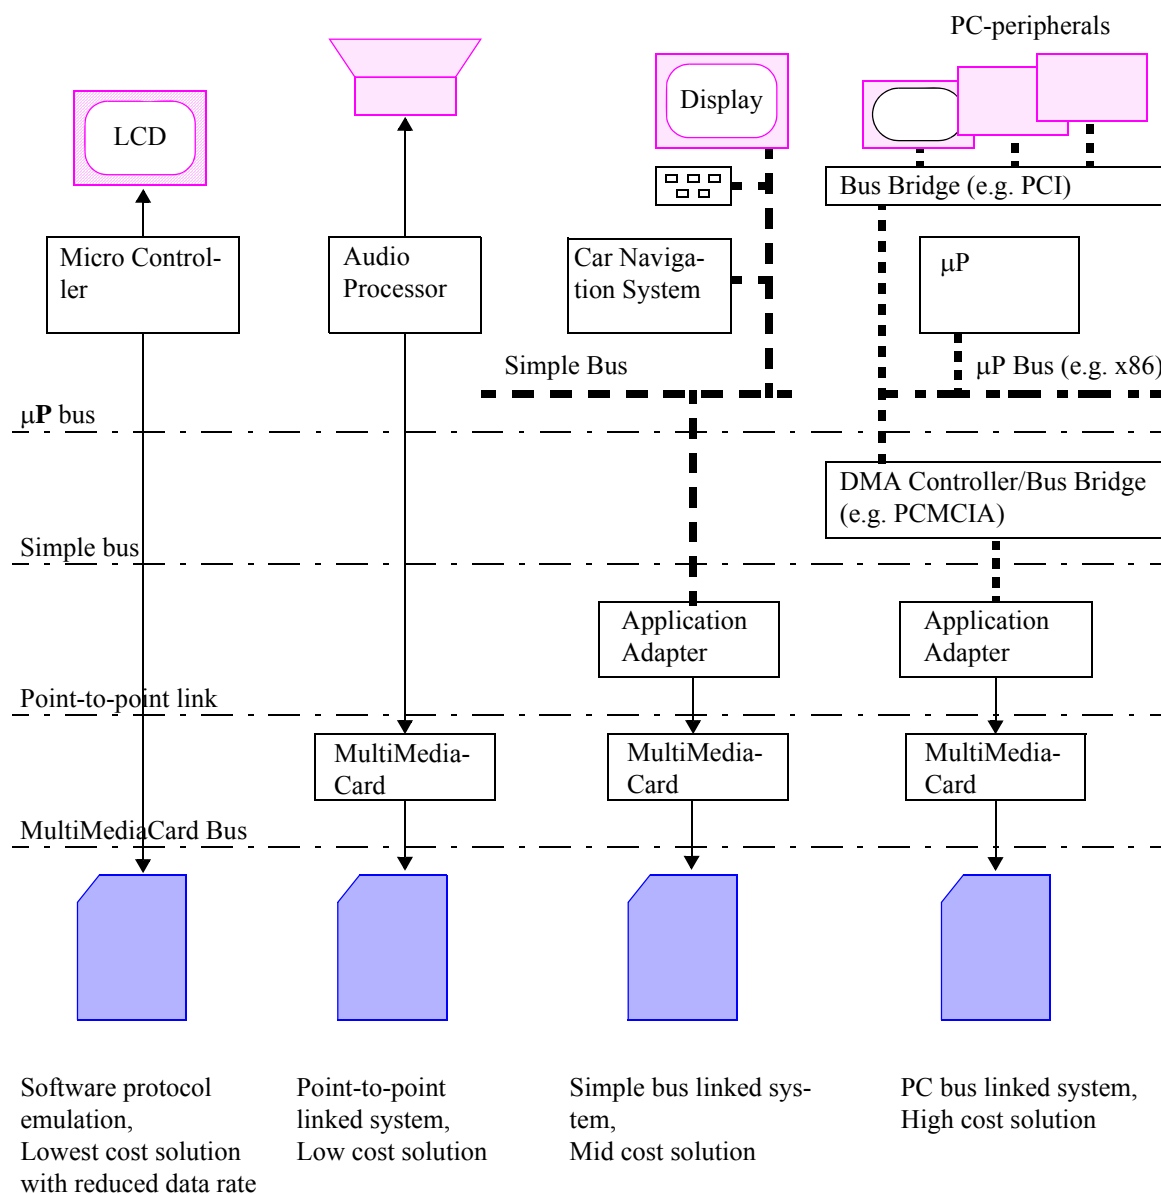 PC-peripherals
LCD
Display
Bus Bridge (e.g. PCI)
Micro Control-
ler
Audio
Processor
Car Naviga-
tion System
μP
Simple Bus
μP Bus (e.g. x86)
μP bus
DMA Controller/Bus Bridge
(e.g. PCMCIA)
Simple bus
Application
Adapter
Application
Adapter
Point-to-point link
MultiMedia-
Card
MultiMedia-
Card
MultiMedia-
Card
MultiMediaCard Bus
Software protocol
emulation,
Lowest cost solution
with reduced data rate
Point-to-point
linked system,
Low cost solution
Simple bus linked sys-
tem,
Mid cost solution
PC bus linked system,
High cost solution